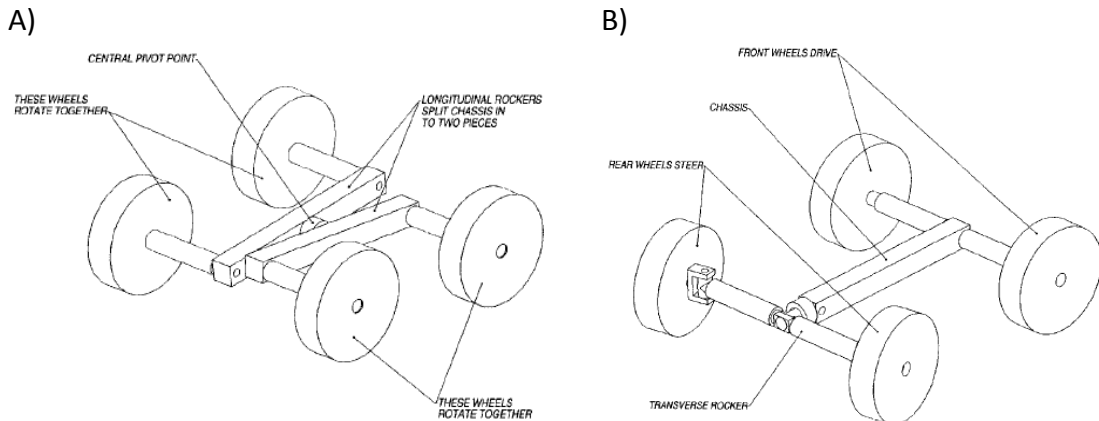 A)
CENTRAL PIVOT POINT
THESE WHEELS
ROTATE TOGETHER
LONGITUDINAL ROCKERS
SPLIT CHASSIS IN
TO TWO PIECES
THESE WHEELS
ROTATE TOGETHER
B)
FRONT WHEELS DRIVE
CHASSIS
REAR WHEELS STEER
TRANSVERSE ROCKER